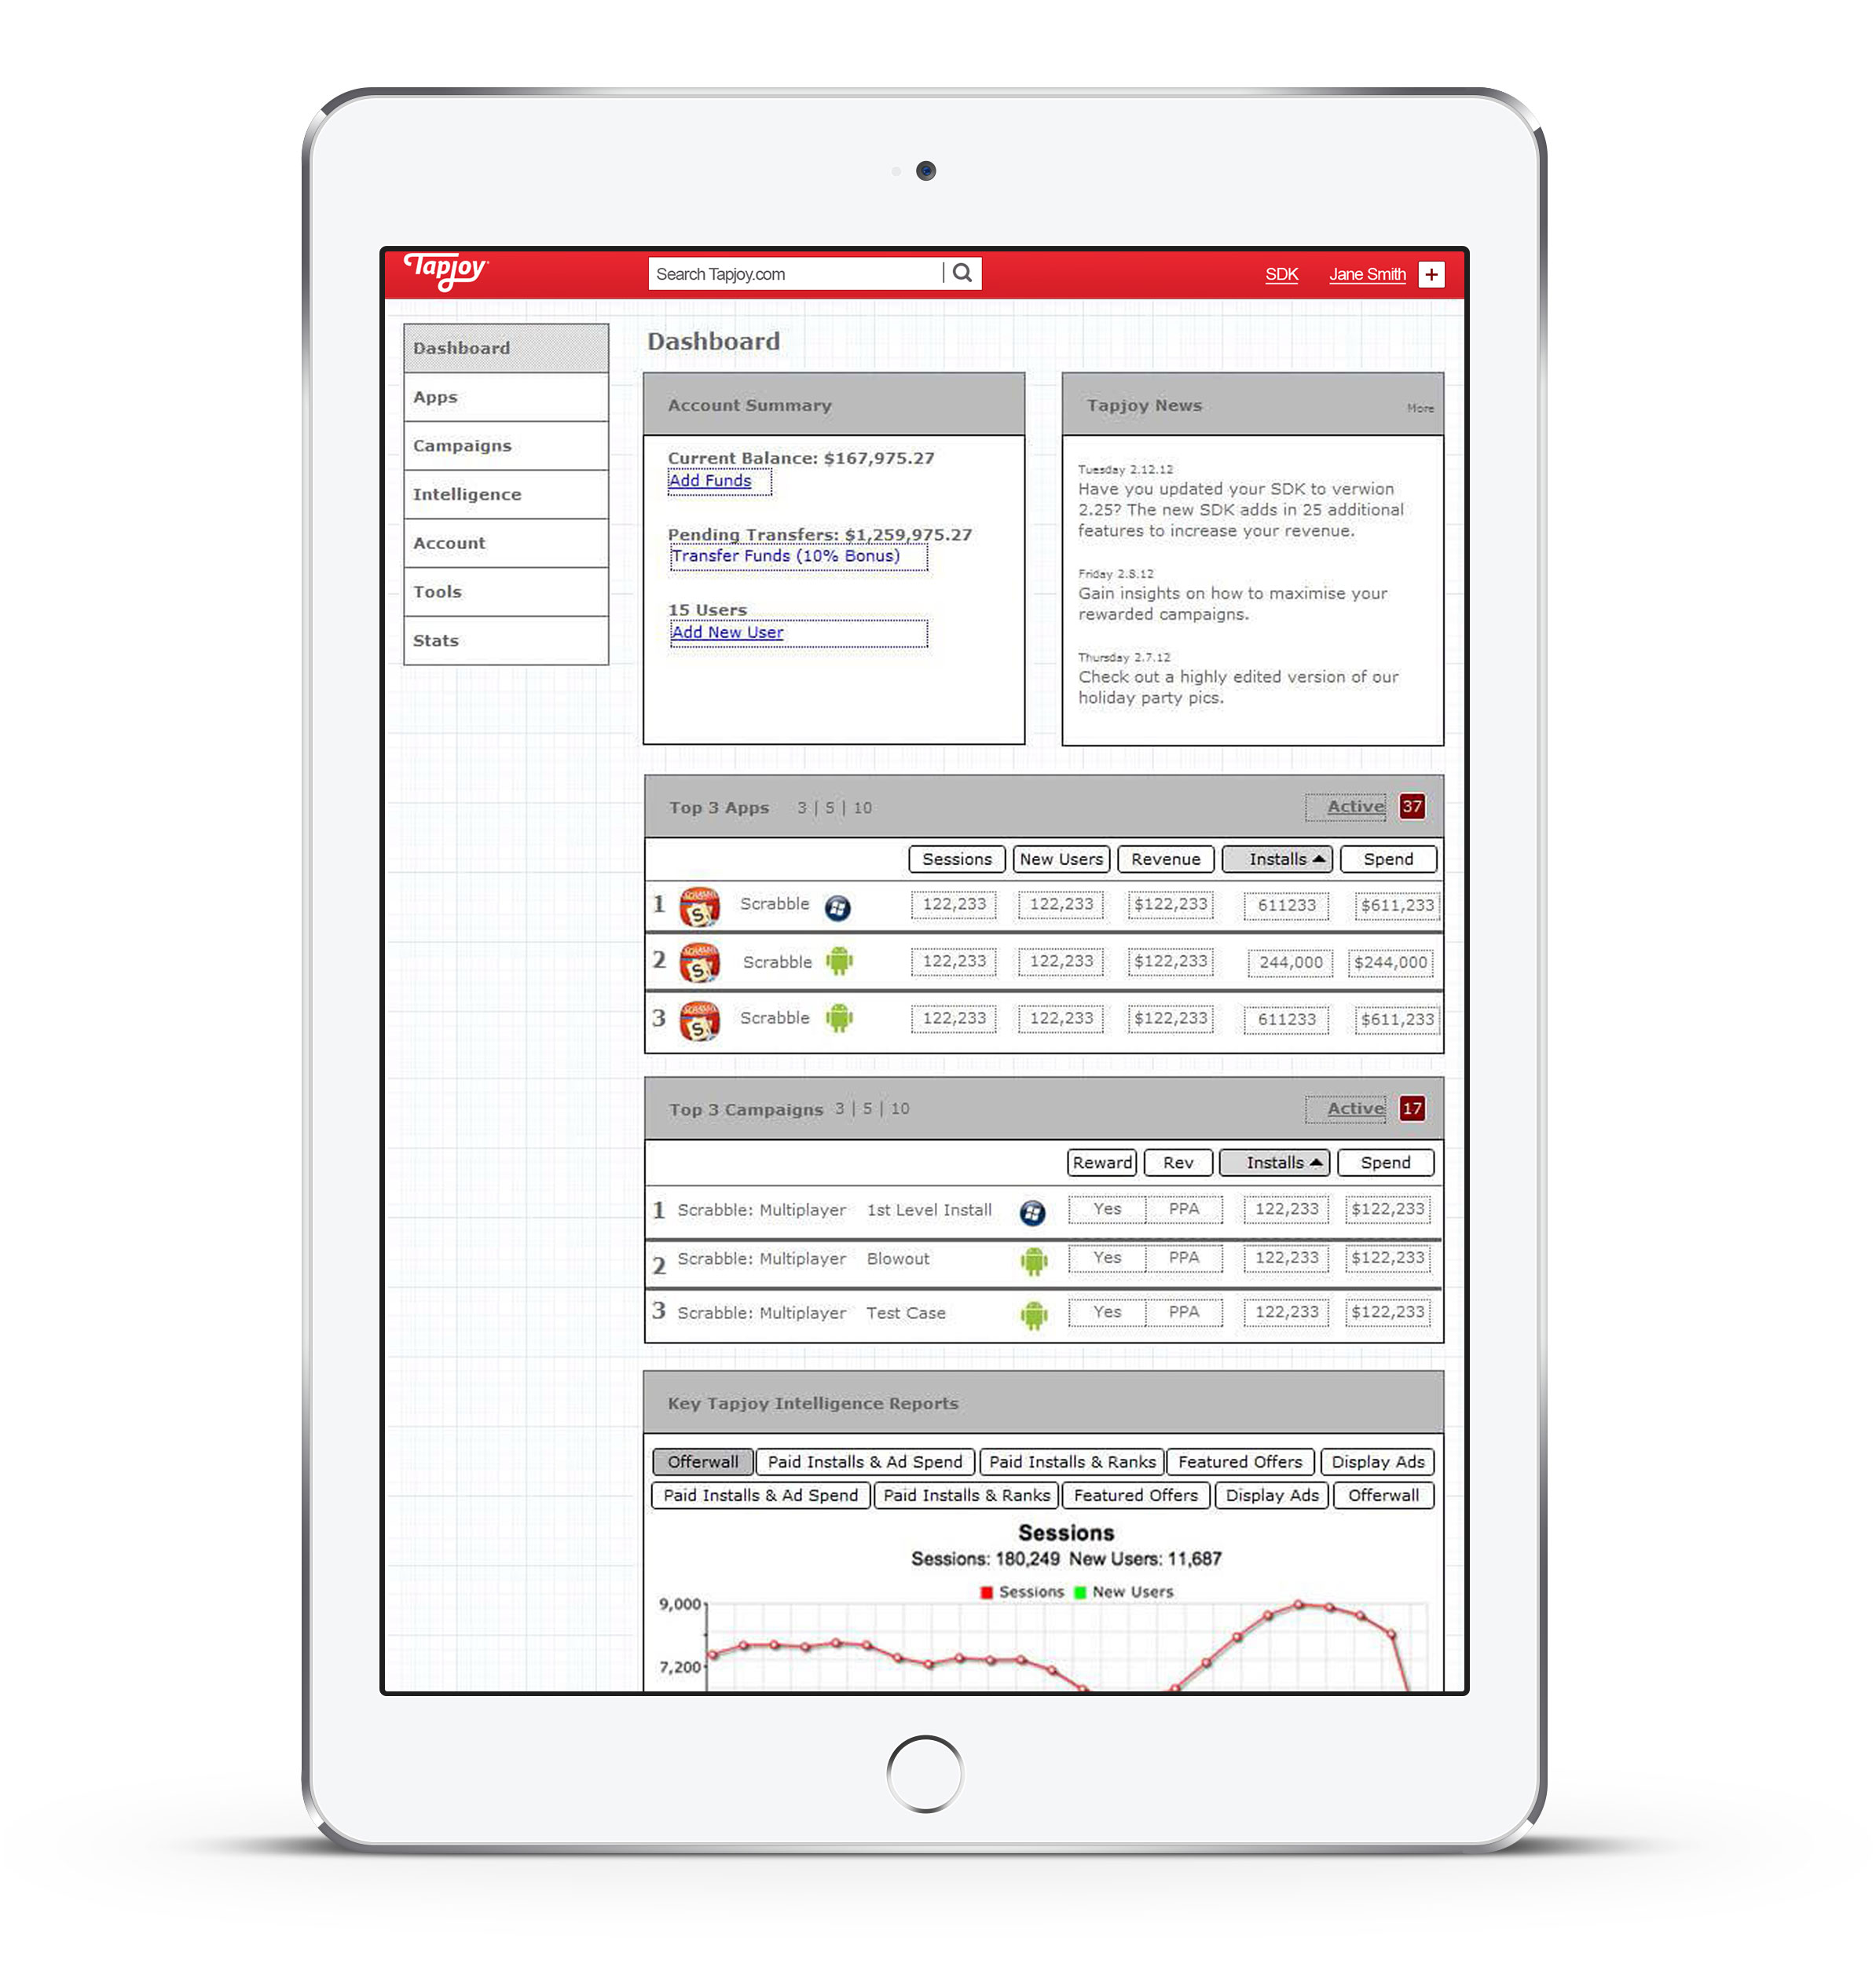 Tapjoy
Search Tapjoy.com
SDK
Jane Smith
+
Dashboard
Apps
Campaigns
Intelligence
Account
Tools
Stats
Dashboard
Account Summary
Current Balance: $167,975.27
Add Funds
Pending Transfers: $1,259,975.27
Transfer Funds (10% Bonus)
15 Users
Add New User
Tapjoy News
More
Tuesday 2.12.12
Have you updated your SDK to verwion
2.25? The new SDK adds in 25 additional
features to increase your revenue.
Friday 2.8.12
Gain insights on how to maximise your
rewarded campaigns.
Thursday 2.7.12
Check out a highly edited version of our
holiday party pics.
Top 3 Apps 3 | 5 | 10 Active 37
Sessions New Users Revenue Installs Spend
1 Scrabble 122,233 122,233 $122,233 611233 $611,233
2 Scrabble 122,233 122,233 $122,233 244,000 $244,000
3 Scrabble 122,233 122,233 $122,233 611233 $611,233
Top 3 Campaigns 3 | 5 | 10 Active 17
Reward Rev Installs Spend
1 Scrabble: Multiplayer 1st Level Install Yes PPA 122,233 $122,233
2 Scrabble: Multiplayer Blowout Yes PPA 122,233 $122,233
3 Scrabble: Multiplayer Test Case Yes PPA 122,233 $122,233
Key Tapjoy Intelligence Reports
Offerwall Paid Installs & Ad Spend Paid Installs & Ranks Featured Offers Display Ads
Paid Installs & Ad Spend Paid Installs & Ranks Featured Offers Display Ads Offerwall
Sessions
Sessions: 180,249 New Users: 11,687
Sessions New Users
9,000
7,200